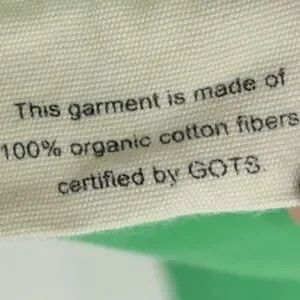 This garment is made of
100% organic cotton fibers
certified by GOTS.